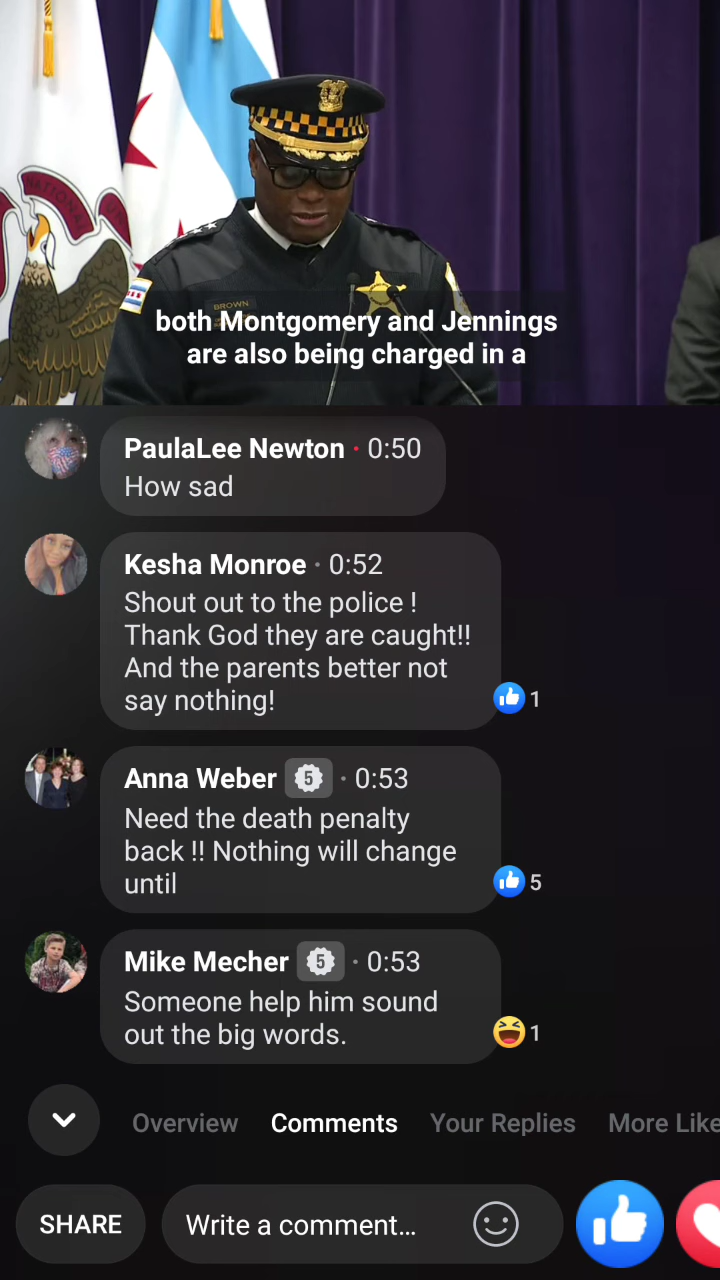 NATIONAL
UNI
BROWN
both Montgomery and Jennings
are also being charged in a
PaulaLee Newton · 0:50
How sad
Kesha Monroe · 0:52
Shout out to the police !
Thank God they are caught!!
And the parents better not
say nothing!
1
Anna Weber 5 · 0:53
Need the death penalty
back !! Nothing will change
until
5
Mike Mecher 5 · 0:53
Someone help him sound
out the big words.
1
Overview Comments Your Replies More Like
SHARE Write a comment...